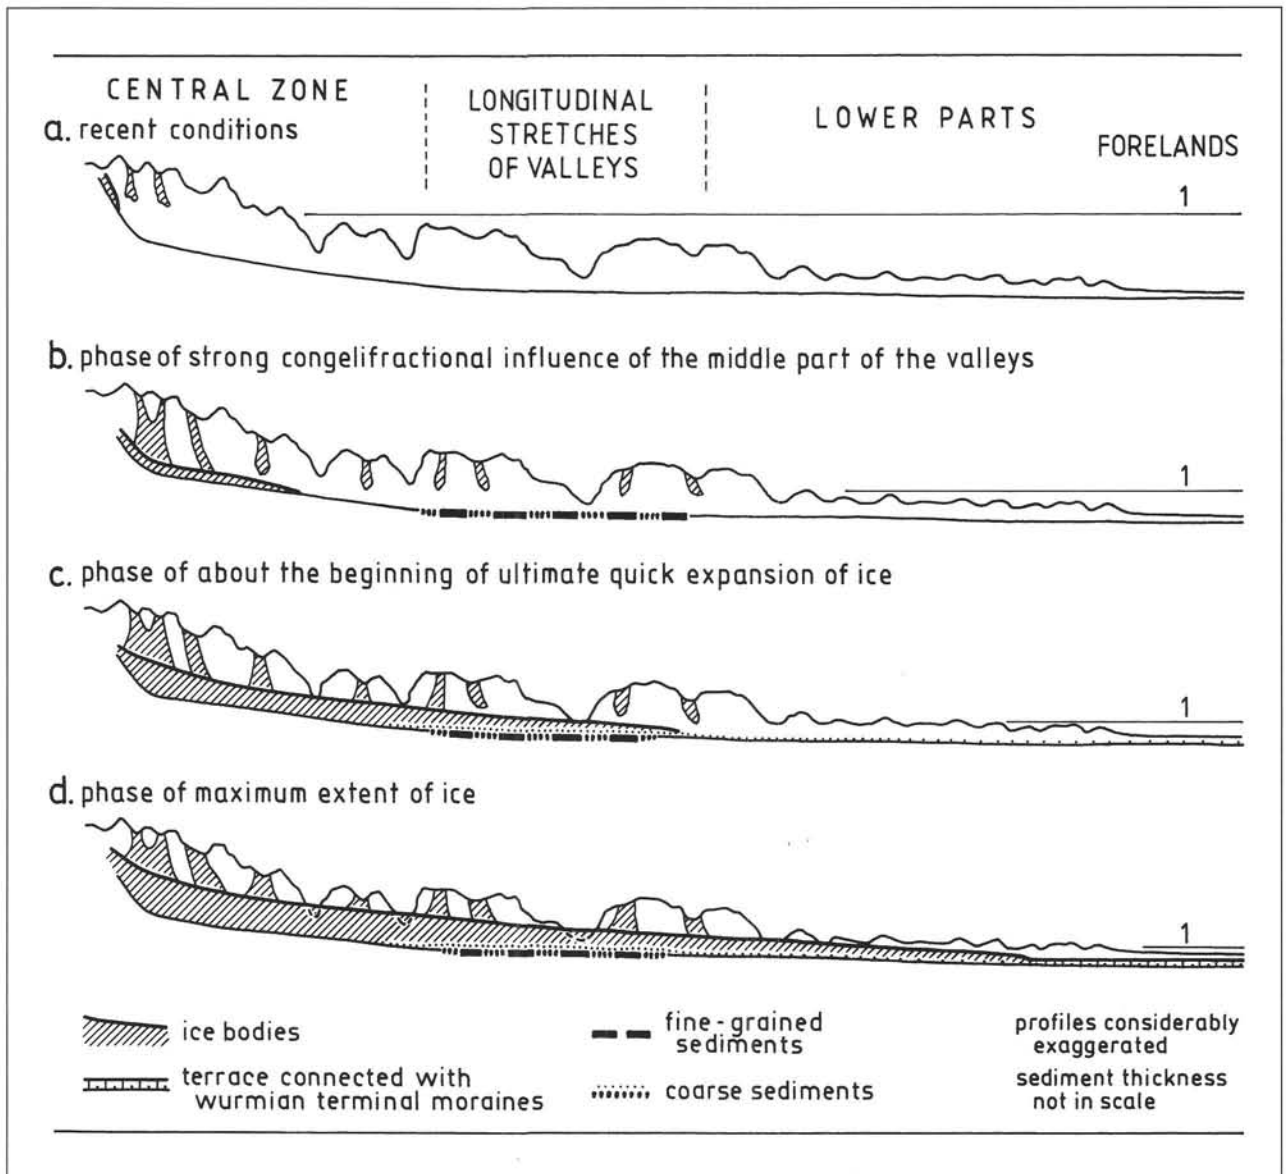 CENTRAL ZONE
LONGITUDINAL
STRETCHES
OF VALLEYS
LOWER PARTS
FORELANDS
a. recent conditions
1
b. phase of strong congelifractional influence of the middle part of the valleys
1
c. phase of about the beginning of ultimate quick expansion of ice
1
d. phase of maximum extent of ice
1
ice bodies
terrace connected with
wurmian terminal moraines
fine-grained
sediments
coarse sediments
profiles considerably
exaggerated
sediment thickness
not in scale